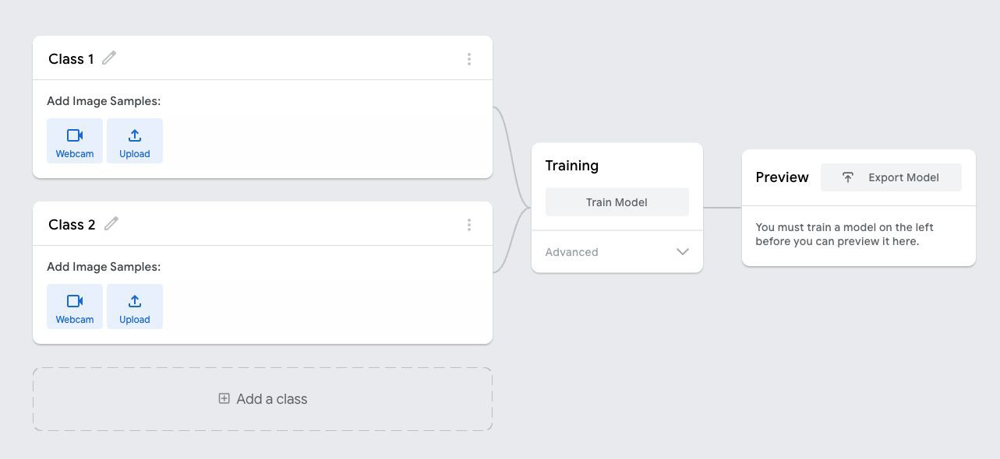 Class 1
Add Image Samples:
Webcam Upload
Class 2
Add Image Samples:
Webcam Upload
Add a class
Training
Train Model
Advanced
Preview
Export Model
You must train a model on the left
before you can preview it here.